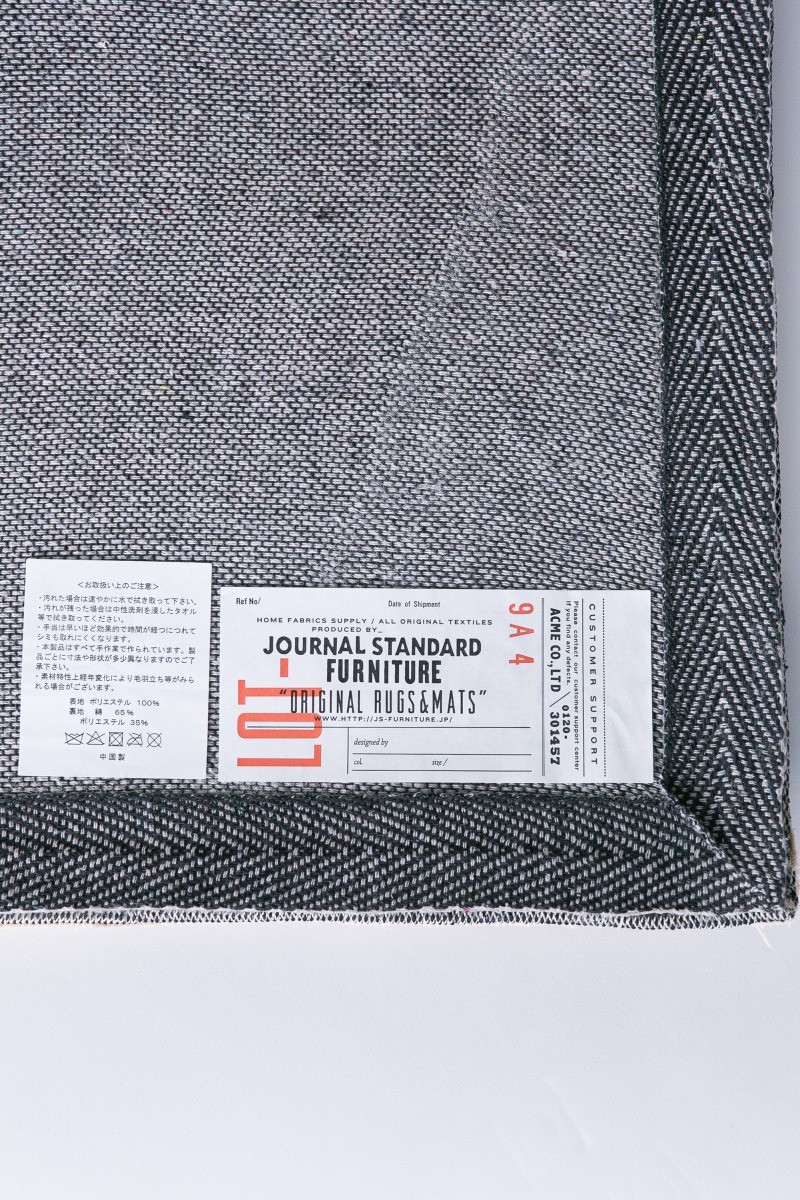 <お取扱い上のご注意>
・汚れた場合は速やかに水で拭き取って下さい。
・汚れが残った場合は中性洗剤を浸したタオル
等で拭き取ってください。
・手当は早いほど効果的で時間が経つにつれて
シミも取れにくくなります。
・本製品はすべて手作業で作られています。製
品ごとに寸や形状が多少異なりますのでご了
承下さい。
・素材特性上経年変化により毛羽立ち等がみら
れる場合がございます。
表地 ポリエステル 100%
裏地 綿 65%
ポリエステル 35%
中国製
Ref No/
Date of Shipment
HOME FABRICS SUPPLY / ALL ORIGINAL TEXTILES
PRODUCED BY_
JOURNAL STANDARD
FURNITURE
"ORIGINAL RUGS&MATS"
WWW.HTTP://JS-FURNITURE.JP/
LOT-
designed by
col.
size /
9A4
ACME CO.,LTD / 0120-301457
If you find any defects,
Please contact our customer support center
CUSTOMER SUPPORT